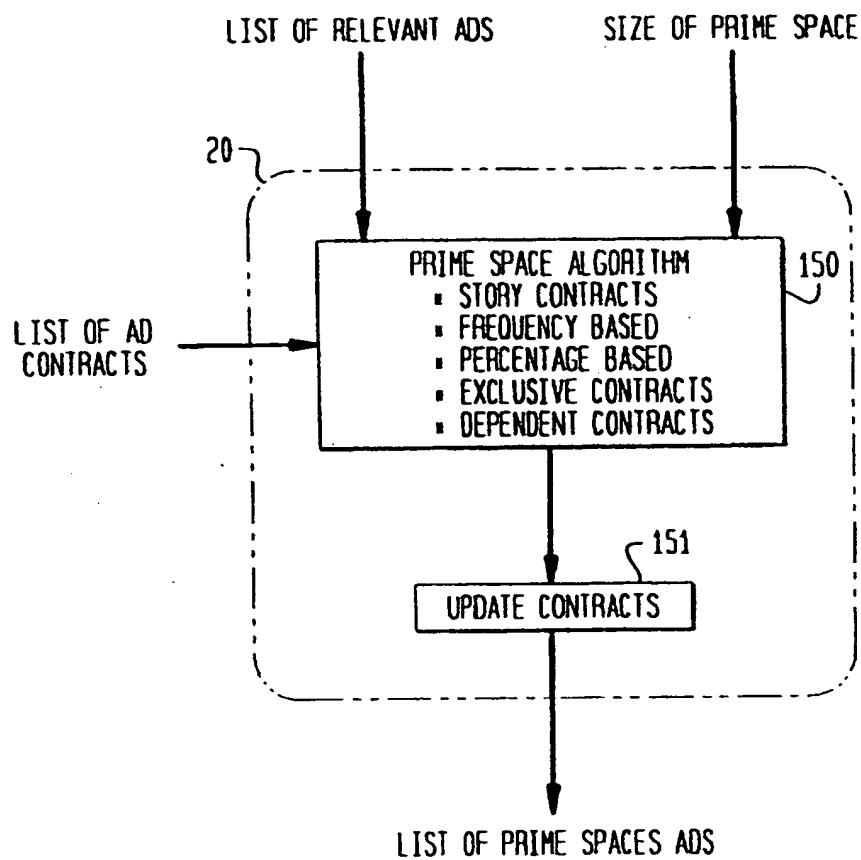 LIST OF RELEVANT ADS
SIZE OF PRIME SPACE
20
PRIME SPACE ALGORITHM
150
▪ STORY CONTRACTS
▪ FREQUENCY BASED
▪ PERCENTAGE BASED
▪ EXCLUSIVE CONTRACTS
▪ DEPENDENT CONTRACTS
LIST OF AD
CONTRACTS
151
UPDATE CONTRACTS
LIST OF PRIME SPACES ADS